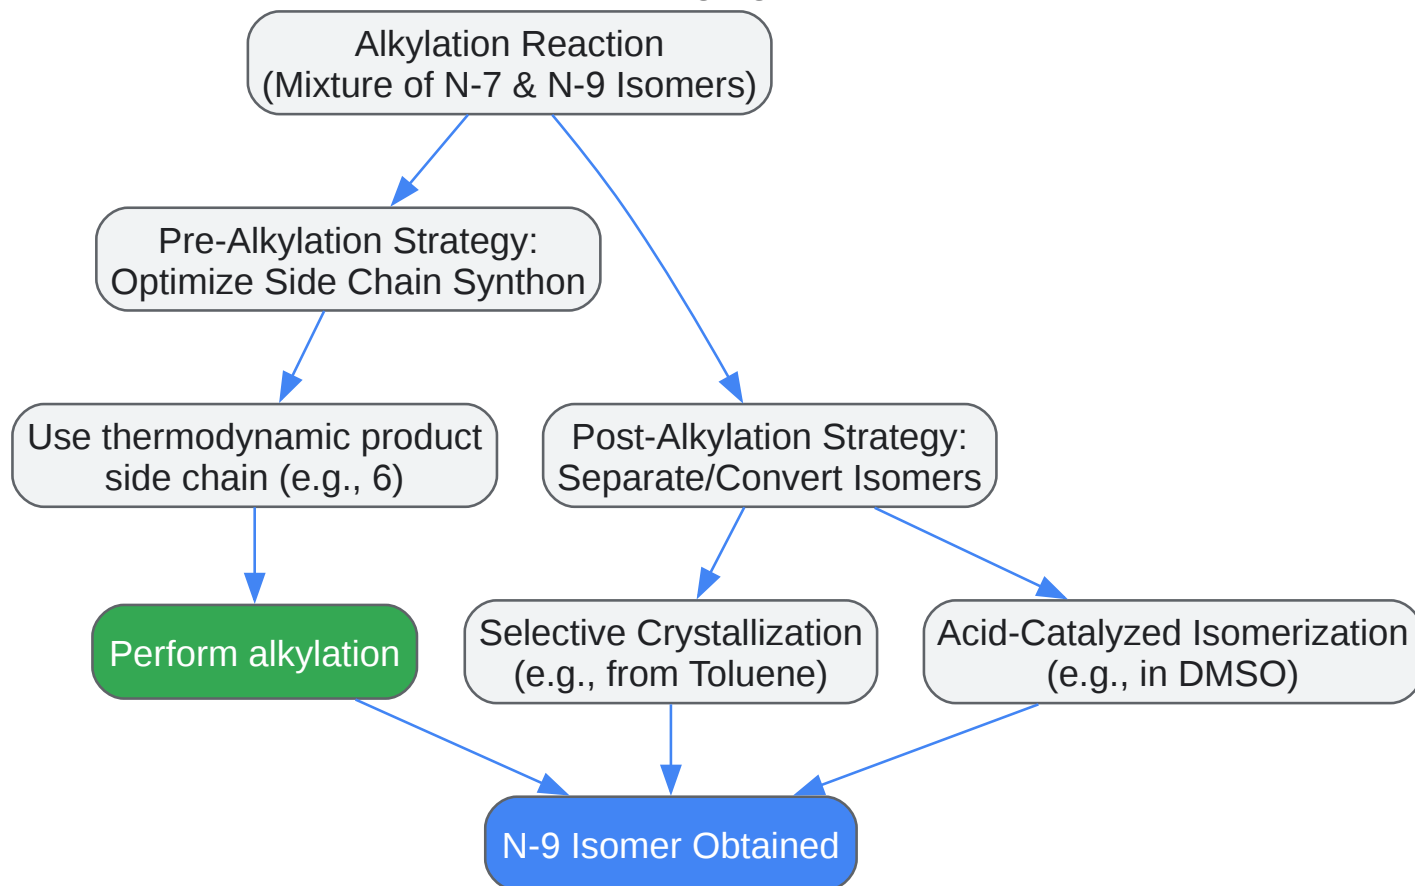 Alkylation Reaction
(Mixture of N-7 & N-9 Isomers)
Pre-Alkylation Strategy:
Optimize Side Chain Synthon
Use thermodynamic product
side chain (e.g., 6)
Post-Alkylation Strategy:
Separate/Convert Isomers
Perform alkylation
Selective Crystallization
(e.g., from Toluene)
Acid-Catalyzed Isomerization
(e.g., in DMSO)
N-9 Isomer Obtained